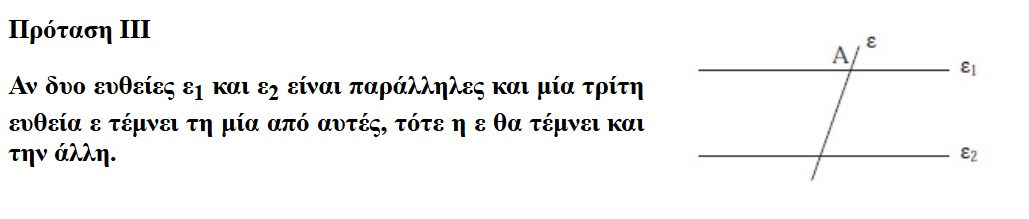 Πρόταση ΙΙΙ
Αν δυο ευθείες ε₁ και ε₂ είναι παράλληλες και μία τρίτη
ευθεία ε τέμνει τη μία από αυτές, τότε η ε θα τέμνει και
την άλλη.
A ε
ε₁
ε₂